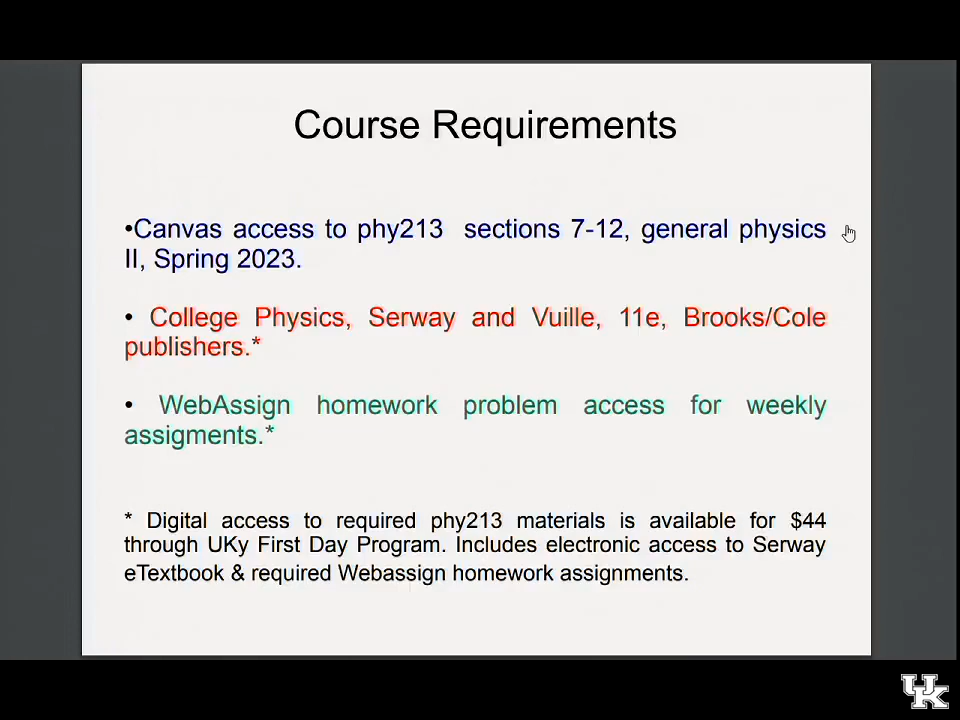 Course Requirements
•Canvas access to phy213 sections 7-12, general physics
II, Spring 2023.
• College Physics, Serway and Vuille, 11e, Brooks/Cole
publishers.*
• WebAssign homework problem access for weekly
assigments.*
* Digital access to required phy213 materials is available for $44
through UKy First Day Program. Includes electronic access to Serway
eTextbook & required Webassign homework assignments.
UK